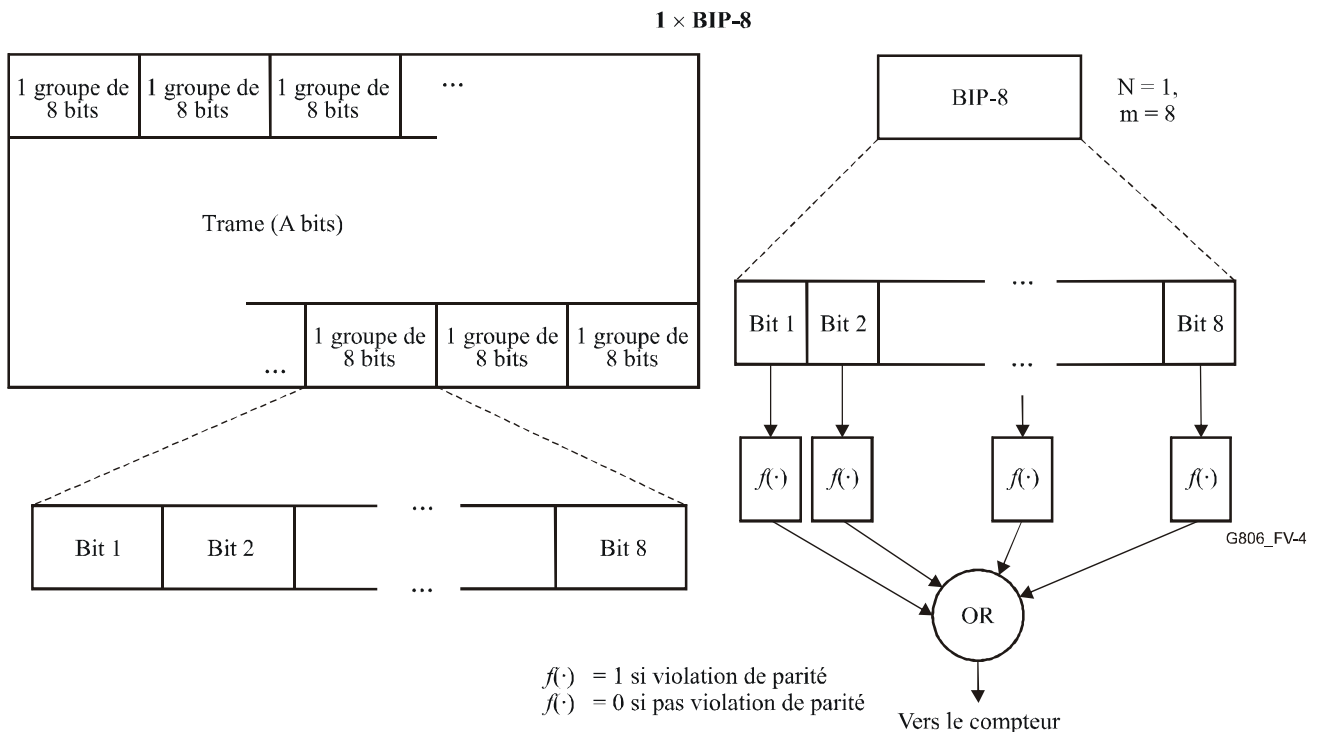 1 × BIP-8
1 groupe de
8 bits
1 groupe de
8 bits
1 groupe de
8 bits
...
Trame (A bits)
...
1 groupe de
8 bits
1 groupe de
8 bits
1 groupe de
8 bits
Bit 1
Bit 2
...
...
Bit 8
BIP-8
N = 1,
m = 8
Bit 1
Bit 2
...
...
Bit 8
f(·)
f(·)
f(·)
f(·)
G806_FV-4
OR
f(·) = 1 si violation de parité
f(·) = 0 si pas violation de parité
Vers le compteur